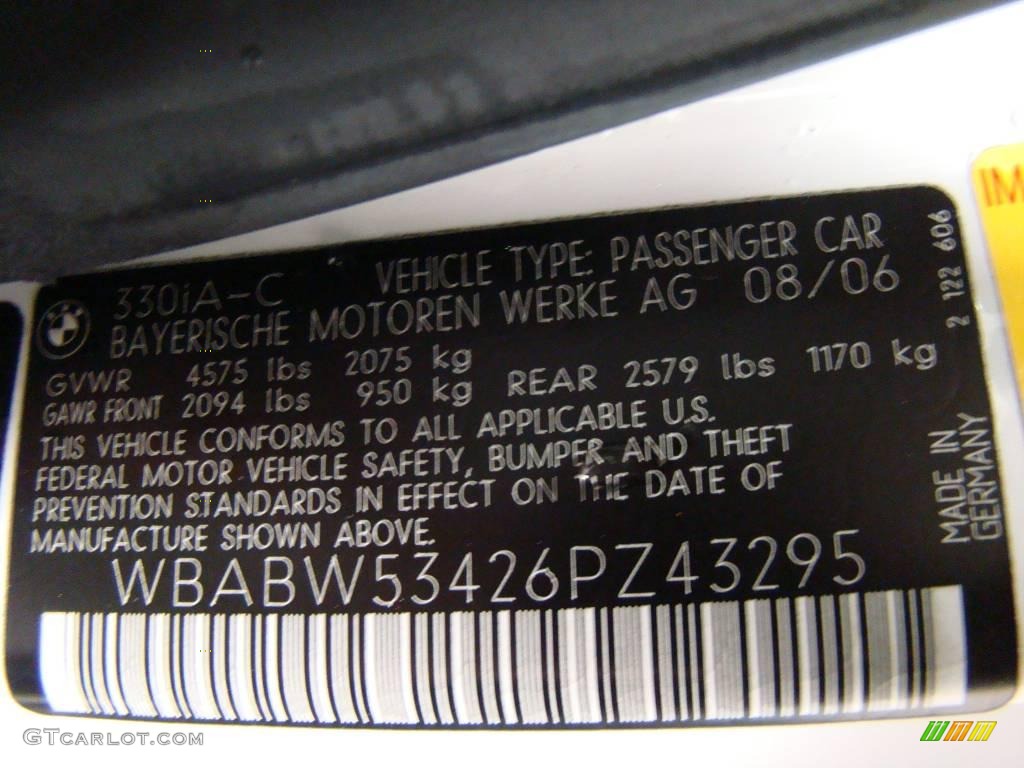 IM
330iA-C VEHICLE TYPE: PASSENGER CAR
BAYERISCHE MOTOREN WERKE AG 08/06
GVWR 4575 lbs 2075 kg
GAWR FRONT 2094 lbs 950 kg REAR 2579 lbs 1170 kg
THIS VEHICLE CONFORMS TO ALL APPLICABLE U.S.
FEDERAL MOTOR VEHICLE SAFETY, BUMPER AND THEFT
PREVENTION STANDARDS IN EFFECT ON THE DATE OF
MANUFACTURE SHOWN ABOVE.
WBABW53426PZ43295
2 122 606
MADE IN
GERMANY
GTCARLOT.COM